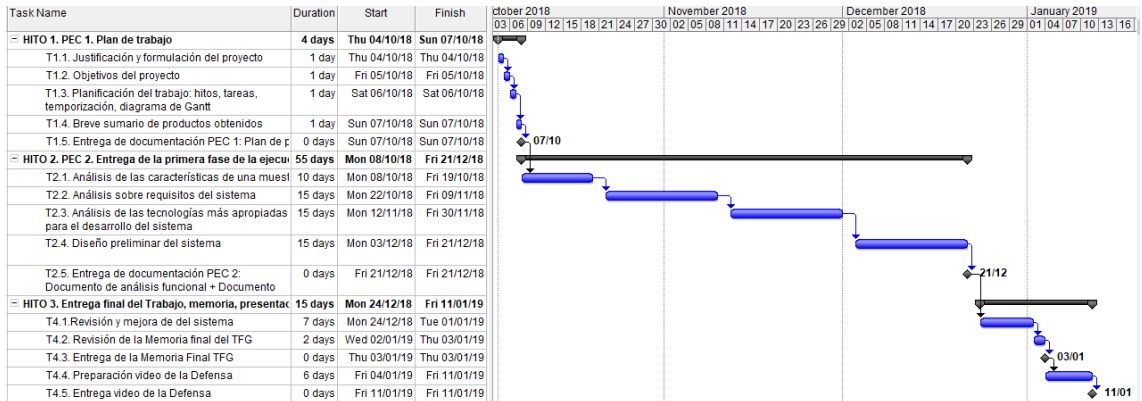 Task Name Duration Start Finish ctober 2018 November 2018 December 2018 January 2019
03 06 09 12 15 18 21 24 27 30 02 05 08 11 14 17 20 23 26 29 02 05 08 11 14 17 20 23 26 29 01 04 07 10 13 16
HITO 1. PEC 1. Plan de trabajo 4 days Thu 04/10/18 Sun 07/10/18
T1.1. Justificación y formulación del proyecto 1 day Thu 04/10/18 Thu 04/10/18
T1.2. Objetivos del proyecto 1 day Fri 05/10/18 Fri 05/10/18
T1.3. Planificación del trabajo: hitos, tareas, 1 day Sat 06/10/18 Sat 06/10/18
temporización, diagrama de Gantt
T1.4. Breve sumario de productos obtenidos 1 day Sun 07/10/18 Sun 07/10/18
T1.5. Entrega de documentación PEC 1: Plan de p 0 days Sun 07/10/18 Sun 07/10/18 07/10
HITO 2. PEC 2. Entrega de la primera fase de la ejecu 55 days Mon 08/10/18 Fri 21/12/18
T2.1. Análisis de las características de una muest 10 days Mon 08/10/18 Fri 19/10/18
T2.2. Análisis sobre requisitos del sistema 15 days Mon 22/10/18 Fri 09/11/18
T2.3. Análisis de las tecnologías más apropiadas 15 days Mon 12/11/18 Fri 30/11/18
para el desarrollo del sistema
T2.4. Diseño preliminar del sistema 15 days Mon 03/12/18 Fri 21/12/18
T2.5. Entrega de documentación PEC 2: 0 days Fri 21/12/18 Fri 21/12/18 21/12
Documento de análisis funcional + Documento
HITO 3. Entrega final del Trabajo, memoria, presentac 15 days Mon 24/12/18 Fri 11/01/19
T4.1.Revisión y mejora de del sistema 7 days Mon 24/12/18 Tue 01/01/19
T4.2. Revisión de la Memoria final del TFG 2 days Wed 02/01/19 Thu 03/01/19
T4.3. Entrega de la Memoria Final TFG 0 days Thu 03/01/19 Thu 03/01/19 03/01
T4.4. Preparación video de la Defensa 6 days Fri 04/01/19 Fri 11/01/19
T4.5. Entrega video de la Defensa 0 days Fri 11/01/19 Fri 11/01/19 11/01